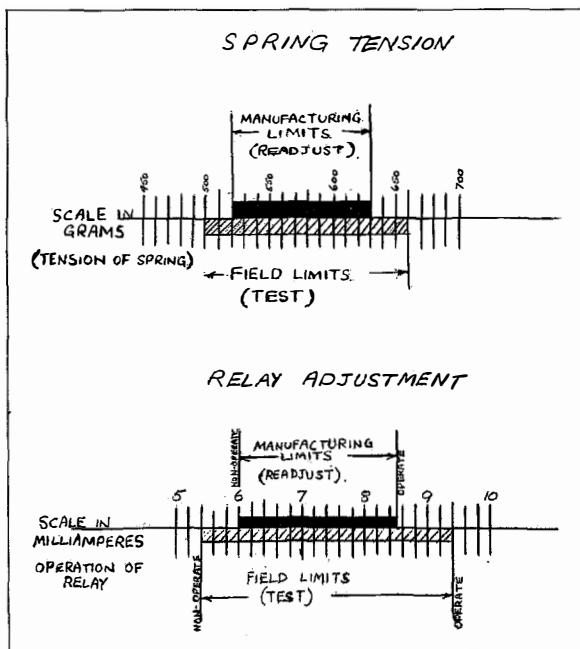 SPRING TENSION
MANUFACTURING
LIMITS
(READJUST)
450
500
550
600
650
700
SCALE IN
GRAMS
(TENSION OF SPRING)
FIELD LIMITS
(TEST)
RELAY ADJUSTMENT
NON-OPERATE
MANUFACTURING
LIMITS
(READJUST).
OPERATE
5 6 7 8 9 10
SCALE IN
MILLIAMPERES
OPERATION OF
RELAY
NON-OPERATE
FIELD LIMITS
(TEST)
OPERATE